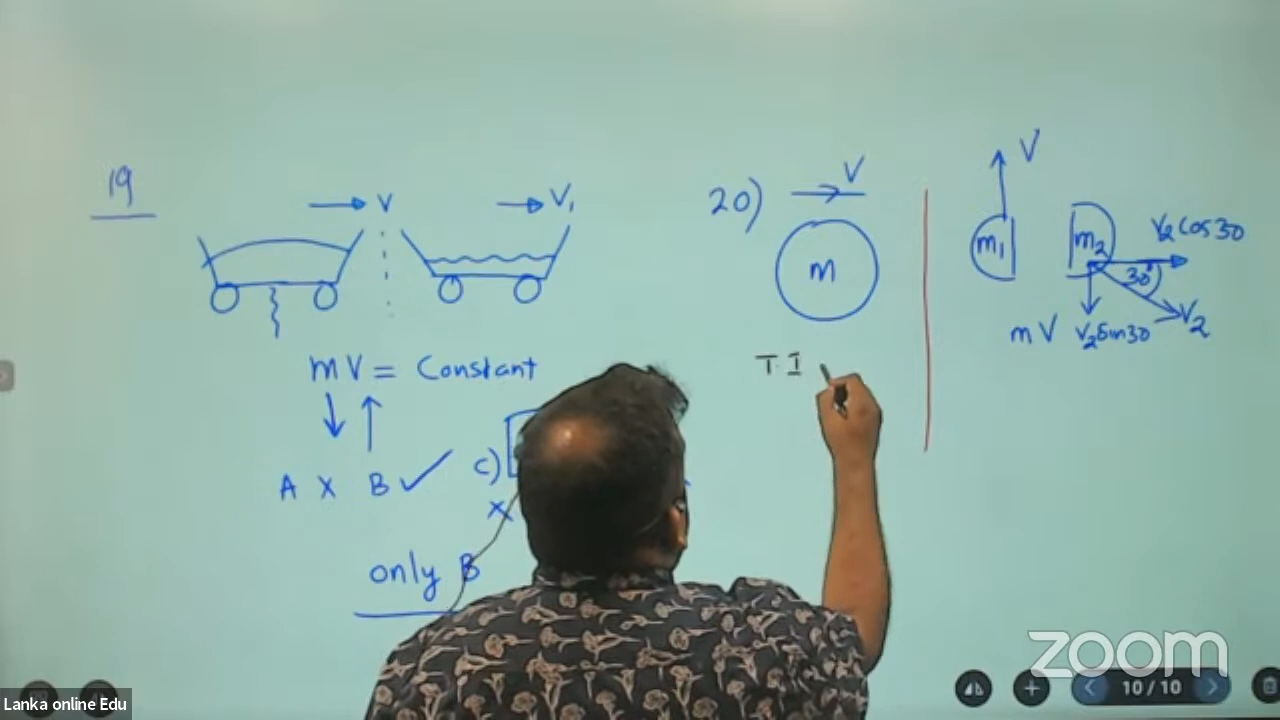 19
V
V₁
mV = Constant
A X B ✓ c)
X
only B
20) V
m
T I
V
m₁
m₂
V₂ cos 30
30°
V₂
mV V₂ Sin 30
zoom
10 / 10
Lanka online Edu